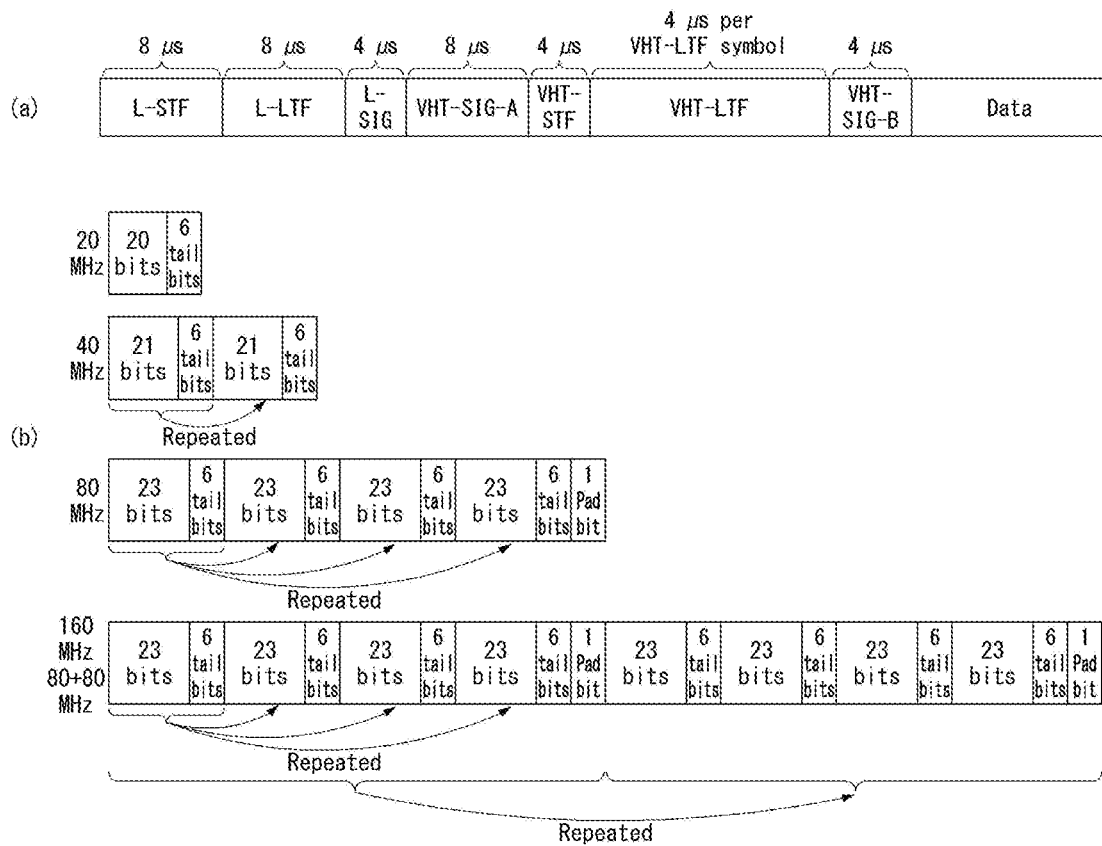 4 μs per
8 μs 8 μs 4 μs 8 μs 4 μs VHT-LTF symbol 4 μs
(a)
L-STF
L-LTF
L-
SIG
VHT-SIG-A
VHT-
STF
VHT-LTF
VHT-
SIG-B
Data
20
MHz
20
bits
6
tail
bits
40
MHz
21
bits
6
tail
bits
21
bits
6
tail
bits
Repeated
(b)
80
MHz
23
bits
6
tail
bits
23
bits
6
tail
bits
23
bits
6
tail
bits
23
bits
6
tail
bits
1
Pad
bit
Repeated
160
MHz
80+80
MHz
23
bits
6
tail
bits
23
bits
6
tail
bits
23
bits
6
tail
bits
23
bits
6
tail
bits
1
Pad
bit
23
bits
6
tail
bits
23
bits
6
tail
bits
23
bits
6
tail
bits
23
bits
6
tail
bits
1
Pad
bit
Repeated
Repeated